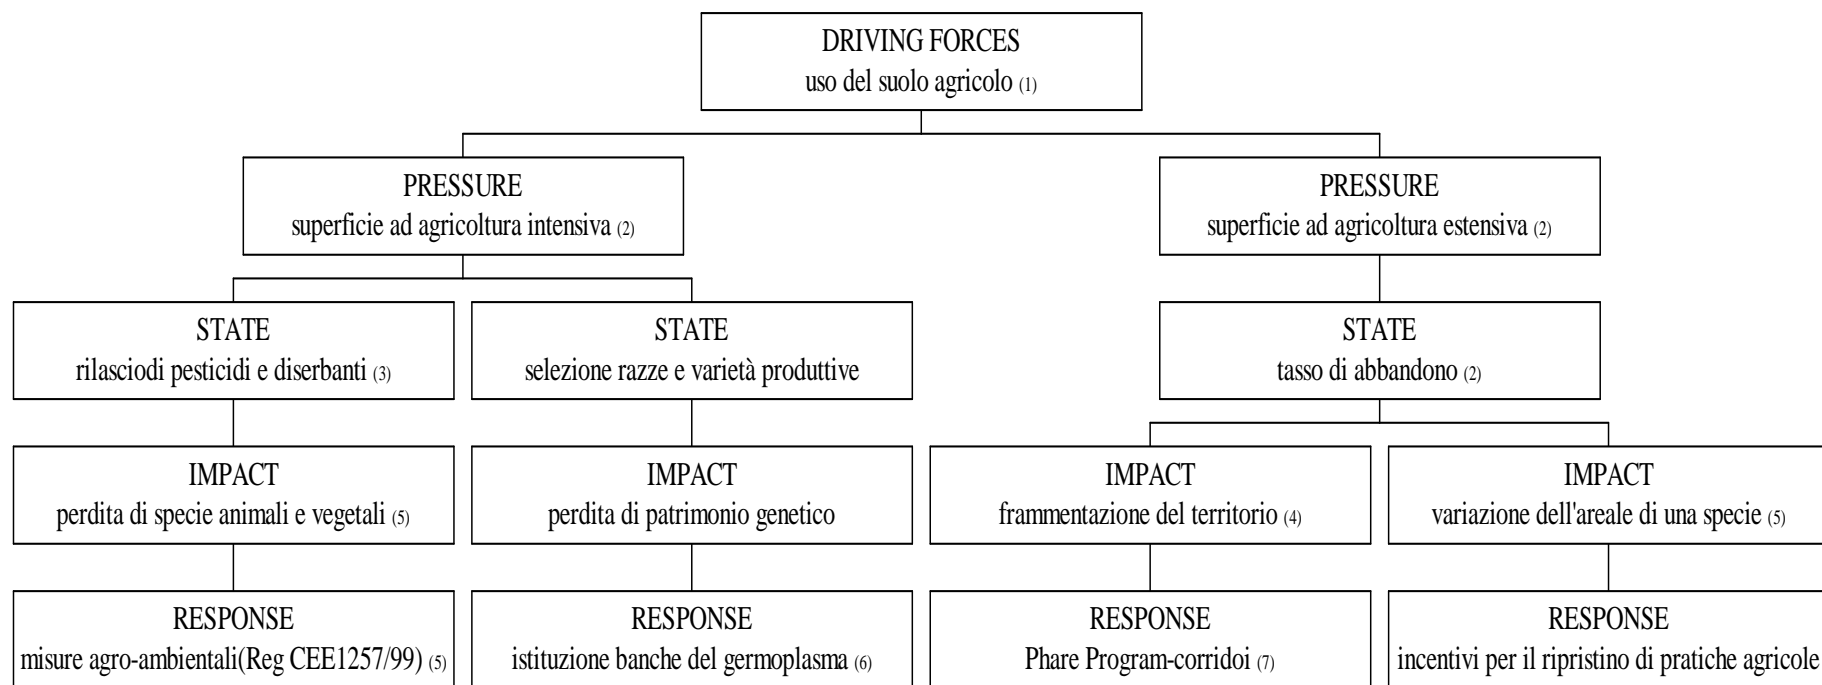 DRIVING FORCES
uso del suolo agricolo (1)
PRESSURE
superficie ad agricoltura intensiva (2)
PRESSURE
superficie ad agricoltura estensiva (2)
STATE
rilasciodi pesticidi e diserbanti (3)
STATE
selezione razze e varietà produttive
STATE
tasso di abbandono (2)
IMPACT
perdita di specie animali e vegetali (5)
IMPACT
perdita di patrimonio genetico
IMPACT
frammentazione del territorio (4)
IMPACT
variazione dell'areale di una specie (5)
RESPONSE
misure agro-ambientali(Reg CEE1257/99) (5)
RESPONSE
istituzione banche del germoplasma (6)
RESPONSE
Phare Program-corridoi (7)
RESPONSE
incentivi per il ripristino di pratiche agricole